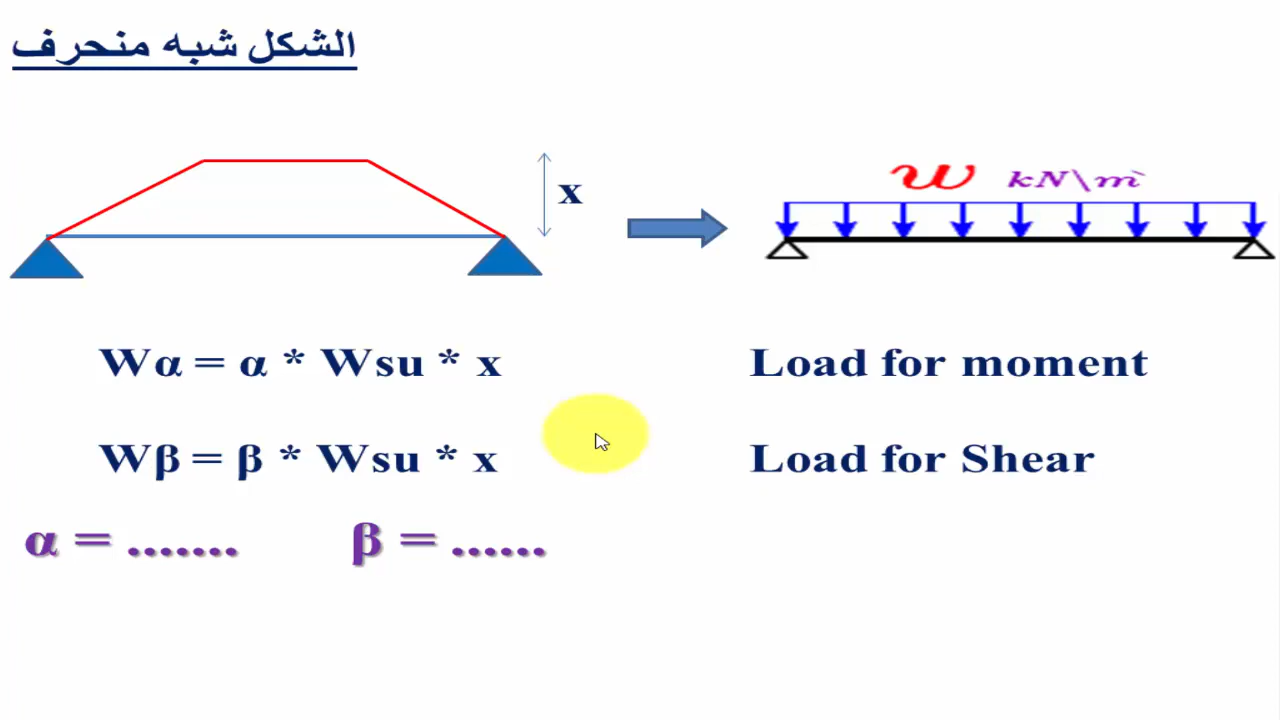 الشكل شبه منحرف
x
w kN\m`
Wα = α * Wsu * x Load for moment
Wβ = β * Wsu * x Load for Shear
α = ....... β = ......